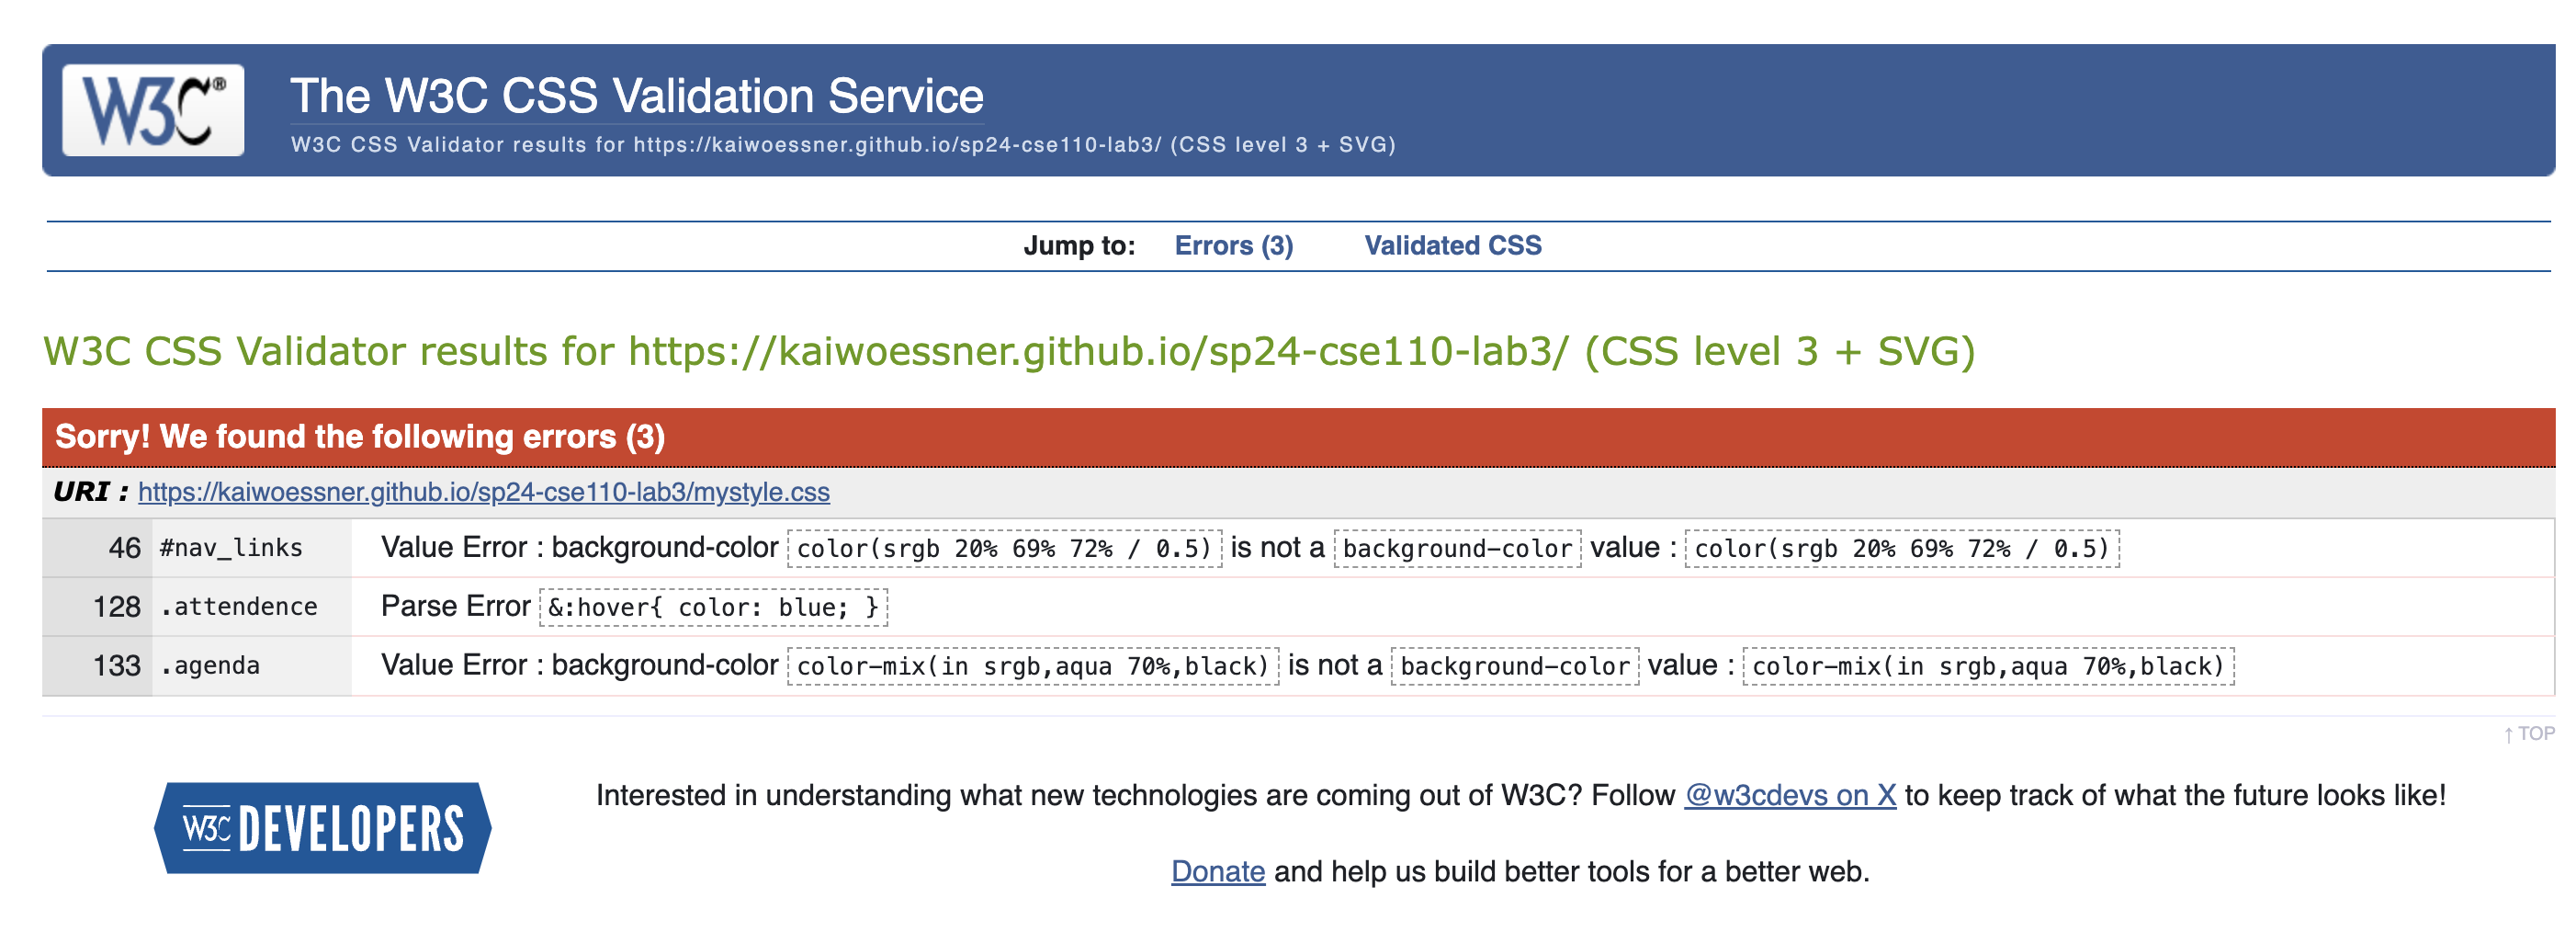 W3C®
The W3C CSS Validation Service
W3C CSS Validator results for https://kaiwoessner.github.io/sp24-cse110-lab3/ (CSS level 3 + SVG)
Jump to: Errors (3) Validated CSS
W3C CSS Validator results for https://kaiwoessner.github.io/sp24-cse110-lab3/ (CSS level 3 + SVG)
Sorry! We found the following errors (3)
URI : https://kaiwoessner.github.io/sp24-cse110-lab3/mystyle.css
46 #nav_links Value Error : background-color color(srgb 20% 69% 72% / 0.5) is not a background-color value : color(srgb 20% 69% 72% / 0.5)
128 .attendence Parse Error &:hover{ color: blue; }
133 .agenda Value Error : background-color color-mix(in srgb,aqua 70%,black) is not a background-color value : color-mix(in srgb,aqua 70%,black)
↑ TOP
W3C DEVELOPERS
Interested in understanding what new technologies are coming out of W3C? Follow @w3cdevs on X to keep track of what the future looks like!
Donate and help us build better tools for a better web.